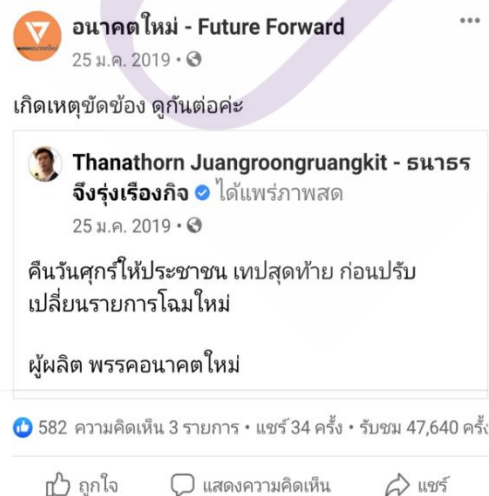 อนาคตใหม่ - Future Forward
25 ม.ค. 2019 •
เกิดเหตุขัดข้อง ดูกันต่อค่ะ
Thanathorn Juangroongruangkit - ธนาธร
จึงรุ่งเรืองกิจ ได้แพร่ภาพสด
25 ม.ค. 2019 •
คืนวันศุกร์ให้ประชาชน เทปสุดท้าย ก่อนปรับ
เปลี่ยนรายการโฉมใหม่
ผู้ผลิต พรรคอนาคตใหม่
582 ความคิดเห็น 3 รายการ • แชร์ 34 ครั้ง • รับชม 47,640 ครั้ง
ถูกใจ แสดงความคิดเห็น แชร์